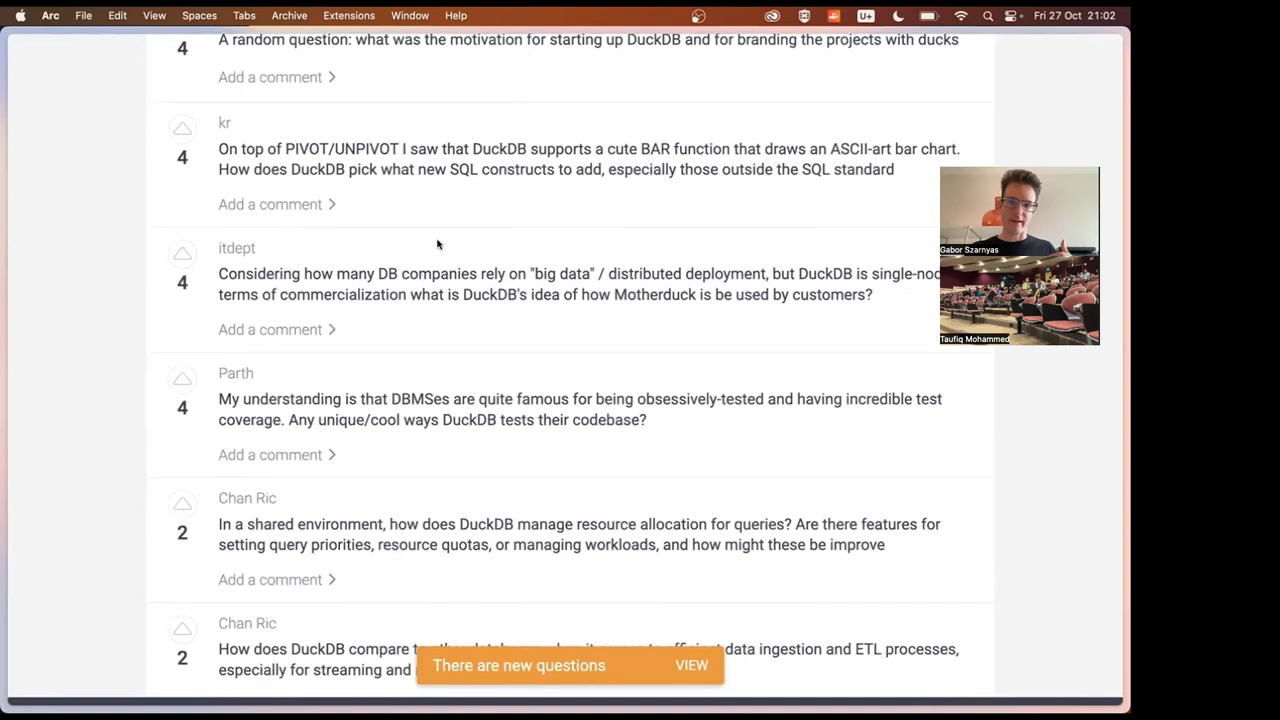 Arc File Edit View Spaces Tabs Archive Extensions Window Help U+ Fri 27 Oct 21:02
4
A random question: what was the motivation for starting up DuckDB and for branding the projects with ducks
Add a comment >
kr
4
On top of PIVOT/UNPIVOT I saw that DuckDB supports a cute BAR function that draws an ASCII-art bar chart.
How does DuckDB pick what new SQL constructs to add, especially those outside the SQL standard
Add a comment >
itdept
4
Considering how many DB companies rely on "big data" / distributed deployment, but DuckDB is
terms of commercialization what is DuckDB's idea of how Motherduck is be used by customers?
Add a comment >
Parth
4
My understanding is that DBMSes are quite famous for being obsessively-tested and having incredible test
coverage. Any unique/cool ways DuckDB tests their codebase?
Add a comment >
Chan Ric
2
In a shared environment, how does DuckDB manage resource allocation for queries? Are there features for
setting query priorities, resource quotas, or managing workloads, and how might these be improve
Add a comment >
Chan Ric
2
How does DuckDB compare data ingestion and ETL processes,
especially for streaming and
There are new questions VIEW
Gabor Szarnyas
Taufiq Mohammed